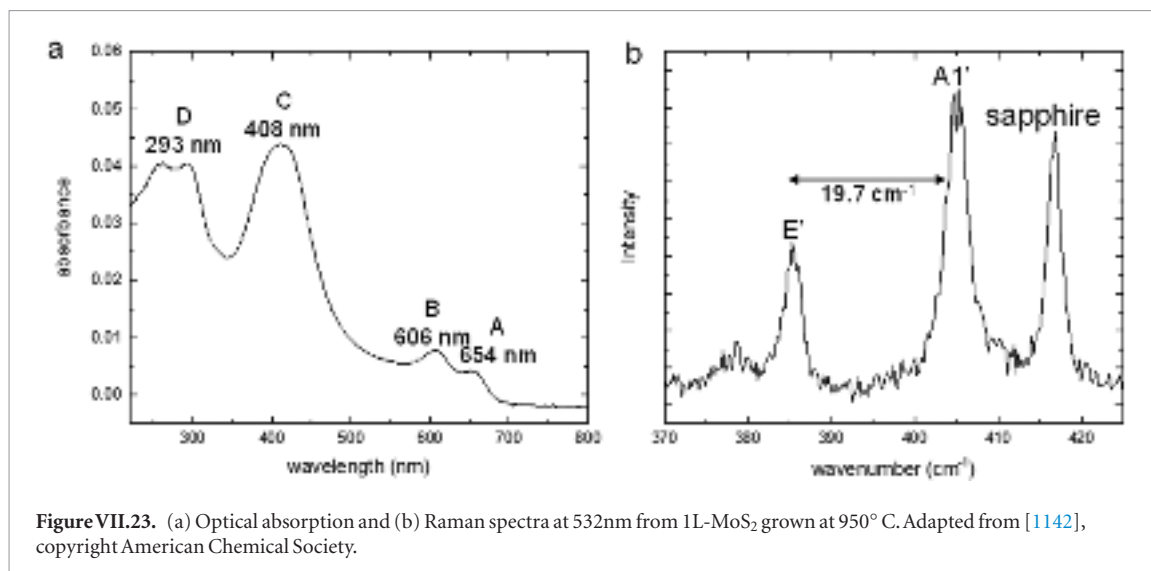 a
0.06
0.05
0.04
0.03
0.02
0.01
0.00
absorbance
D
293 nm
C
408 nm
B
606 nm
A
654 nm
300 400 500 600 700 800
wavelength (nm)
b
Intensity
E'
19.7 cm⁻¹
A1'
sapphire
370 380 390 400 410 420
wavenumber (cm⁻¹)
Figure VII.23. (a) Optical absorption and (b) Raman spectra at 532nm from 1L-MoS₂ grown at 950° C. Adapted from [1142],
copyright American Chemical Society.